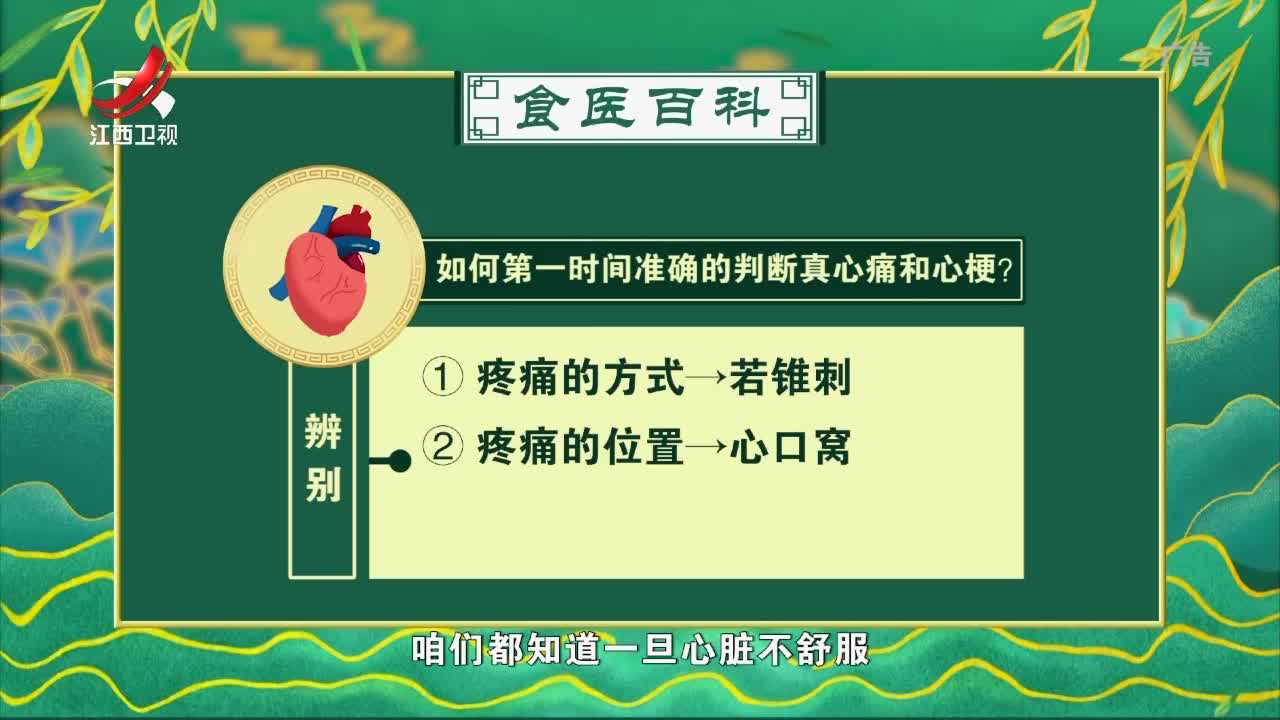 广告
江西卫视
食医百科
如何第一时间准确的判断真心痛和心梗?
辨别
① 疼痛的方式→若锥刺
② 疼痛的位置→心口窝
咱们都知道一旦心脏不舒服